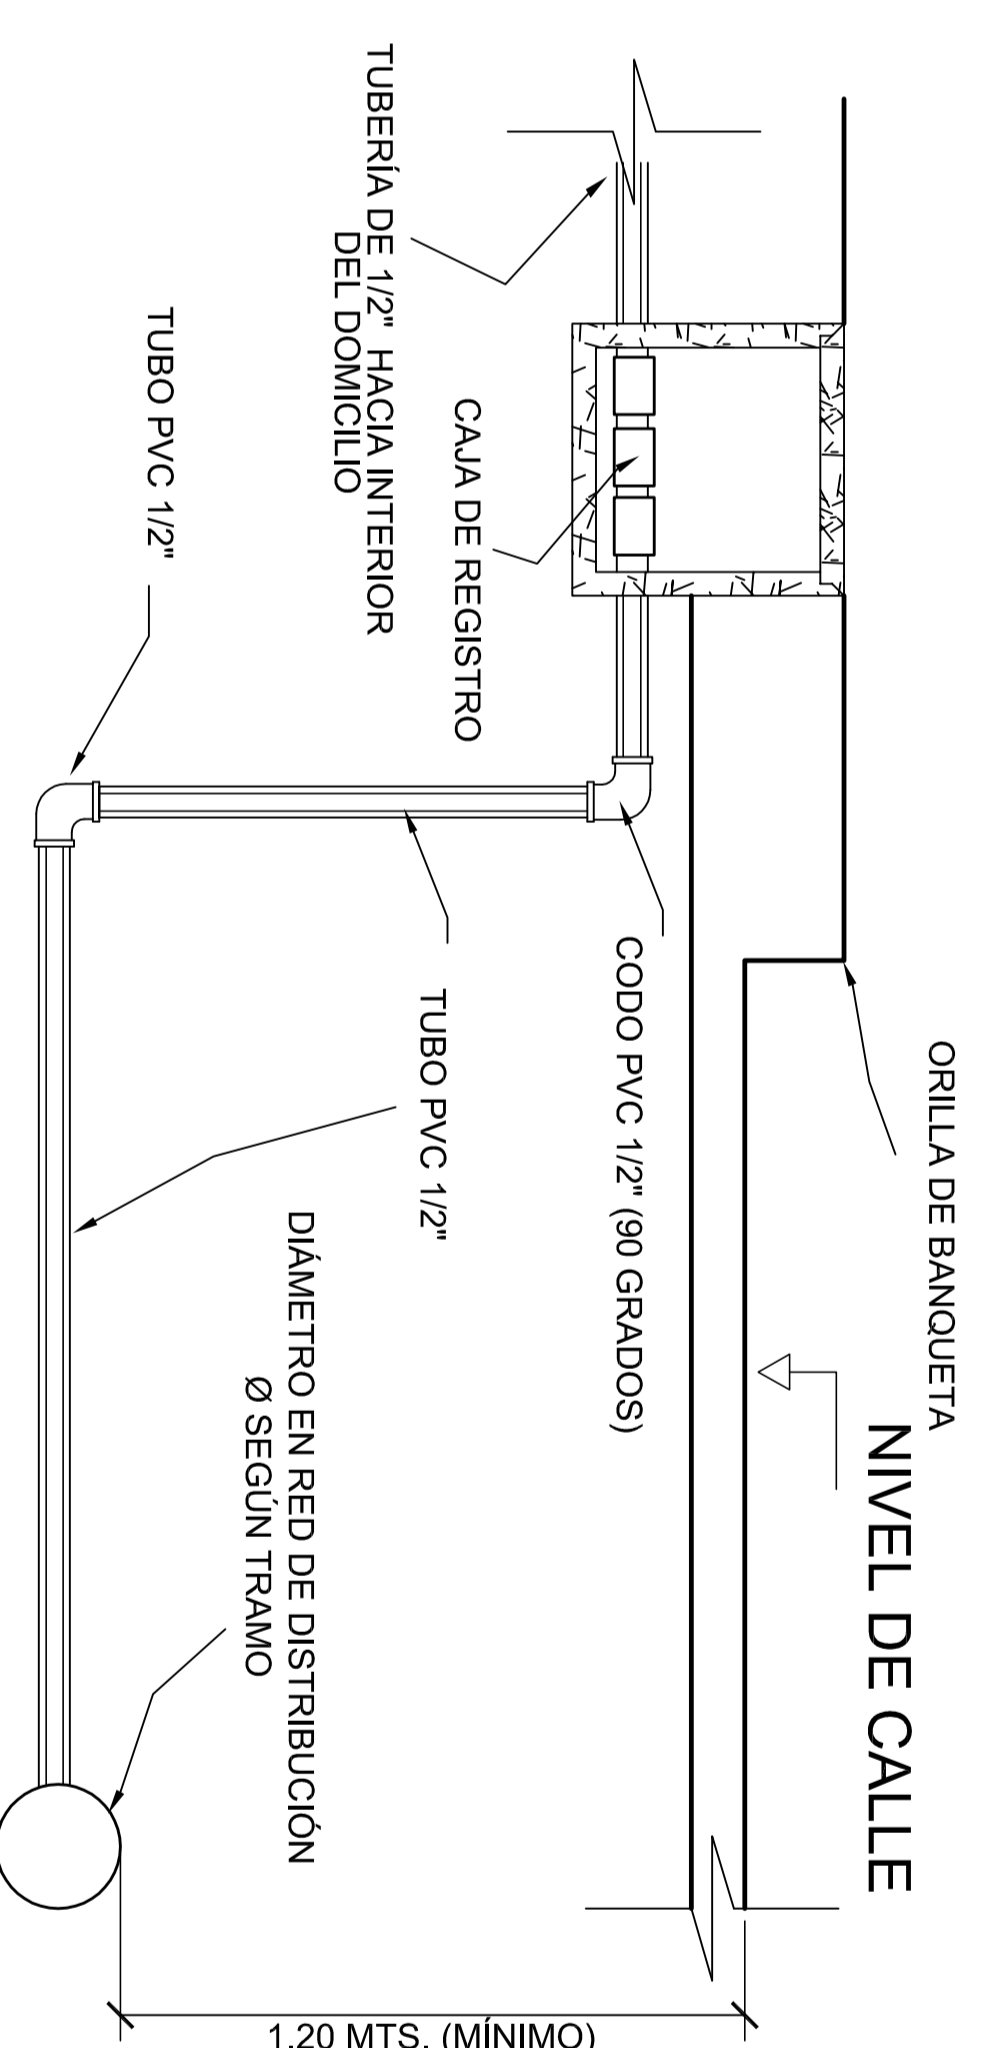 NIVEL DE CALLE
ORILLA DE BANQUETA
CODO PVC 1/2" (90 GRADOS)
CAJA DE REGISTRO
TUBERÍA DE 1/2" HACIA INTERIOR
DEL DOMICILIO
TUBO PVC 1/2"
TUBO PVC 1/2"
DIÁMETRO EN RED DE DISTRIBUCIÓN
Ø SEGÚN TRAMO
1.20 MTS. (MÍNIMO)